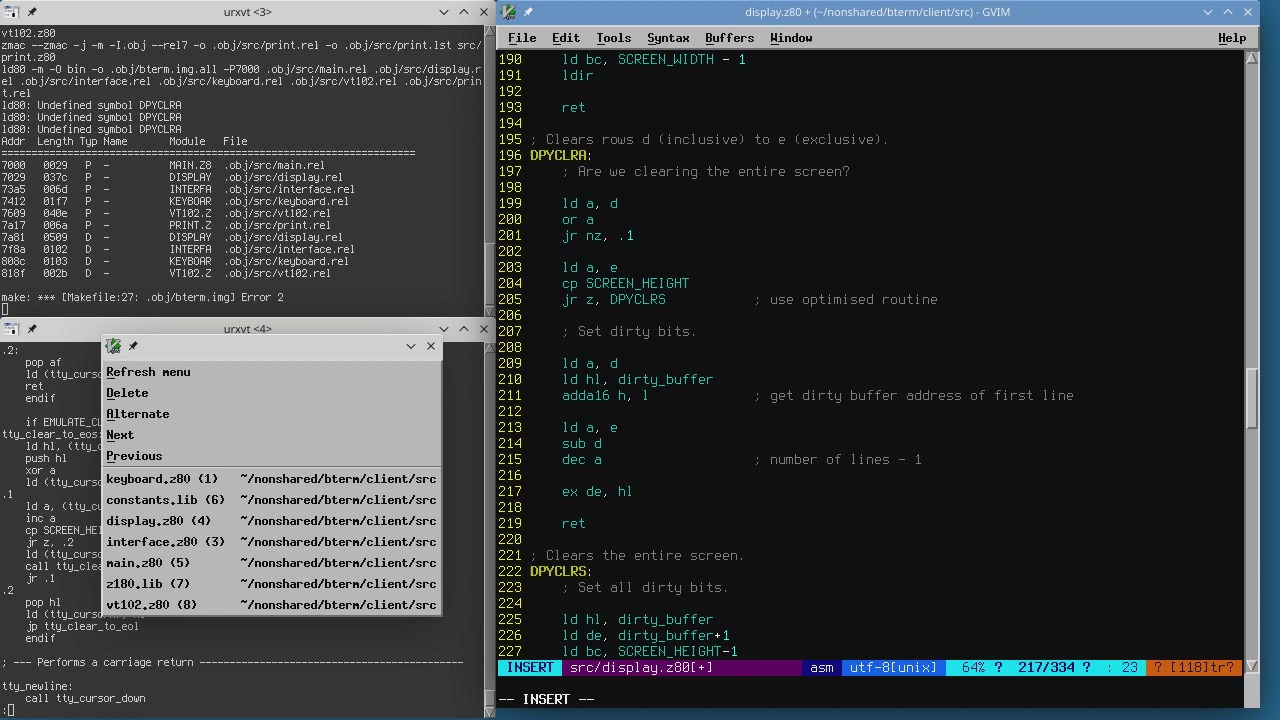 urxvt <3>
vt102.z80
zmac --zmac -j -m -I.obj --rel7 -o .obj/src/print.rel -o .obj/src/print.lst src/
print.z80
ld80 -m -O bin -o .obj/bterm.img.all -P7000 .obj/src/main.rel .obj/src/display.r
el .obj/src/interface.rel .obj/src/keyboard.rel .obj/src/vt102.rel .obj/src/prin
t.rel
ld80: Undefined symbol DPYCLRA
ld80: Undefined symbol DPYCLRA
ld80: Undefined symbol DPYCLRA
Addr Length Typ Name Module File
================================================================
7000 0029 P - MAIN.Z8 .obj/src/main.rel
7029 037c P - DISPLAY .obj/src/display.rel
73a5 006d P - INTERFA .obj/src/interface.rel
7412 01f7 P - KEYBOAR .obj/src/keyboard.rel
7609 040e P - VT102.Z .obj/src/vt102.rel
7a17 006a P - PRINT.Z .obj/src/print.rel
7a81 0509 D - DISPLAY .obj/src/display.rel
7f8a 0102 D - INTERFA .obj/src/interface.rel
808c 0103 D - KEYBOAR .obj/src/keyboard.rel
818f 002b D - VT102.Z .obj/src/vt102.rel
make: *** [Makefile:27: .obj/bterm.img] Error 2
urxvt <4>
.2:
pop af
ld (tty_curso
ret
endif
if EMULATE_CL
tty_clear_to_eos:
ld hl, (tty_c
push hl
xor a
ld (tty_curso
.1
ld a, (tty_cu
inc a
cp SCREEN_HEI
jr z, .2
ld (tty_curso
call tty_clea
jr .1
.2
pop hl
ld (tty_cursor), hl
jp tty_clear_to_eol
endif
; --- Performs a carriage return --------------------------------------------
tty_newline:
call tty_cursor_down
:
Refresh menu
Delete
Alternate
Next
Previous
keyboard.z80 (1) ~/nonshared/bterm/client/src
constants.lib (6) ~/nonshared/bterm/client/src
display.z80 (4) ~/nonshared/bterm/client/src
interface.z80 (3) ~/nonshared/bterm/client/src
main.z80 (5) ~/nonshared/bterm/client/src
z180.lib (7) ~/nonshared/bterm/client/src
vt102.z80 (8) ~/nonshared/bterm/client/src
display.z80 + (~/nonshared/bterm/client/src) - GVIM
File Edit Tools Syntax Buffers Window Help
190 ld bc, SCREEN_WIDTH - 1
191 ldir
192
193 ret
194
195 ; Clears rows d (inclusive) to e (exclusive).
196 DPYCLRA:
197 ; Are we clearing the entire screen?
198
199 ld a, d
200 or a
201 jr nz, .1
202
203 ld a, e
204 cp SCREEN_HEIGHT
205 jr z, DPYCLRS ; use optimised routine
206
207 ; Set dirty bits.
208
209 ld a, d
210 ld hl, dirty_buffer
211 adda16 h, l ; get dirty buffer address of first line
212
213 ld a, e
214 sub d
215 dec a ; number of lines - 1
216
217 ex de, hl
218
219 ret
220
221 ; Clears the entire screen.
222 DPYCLRS:
223 ; Set all dirty bits.
224
225 ld hl, dirty_buffer
226 ld de, dirty_buffer+1
227 ld bc, SCREEN_HEIGHT-1
INSERT src/display.z80[+] asm utf-8[unix] 64% ? 217/334 ? : 23 ? [118]tr?
-- INSERT --